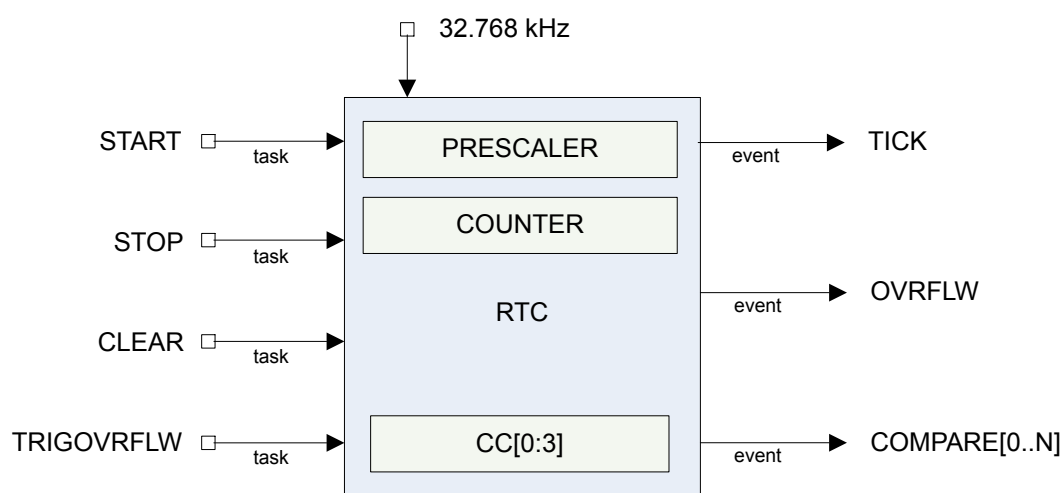 32.768 kHz
START
task
PRESCALER
event
TICK
STOP
task
COUNTER
RTC
event
OVRFLW
CLEAR
task
TRIGOVRFLW
task
CC[0:3]
event
COMPARE[0..N]